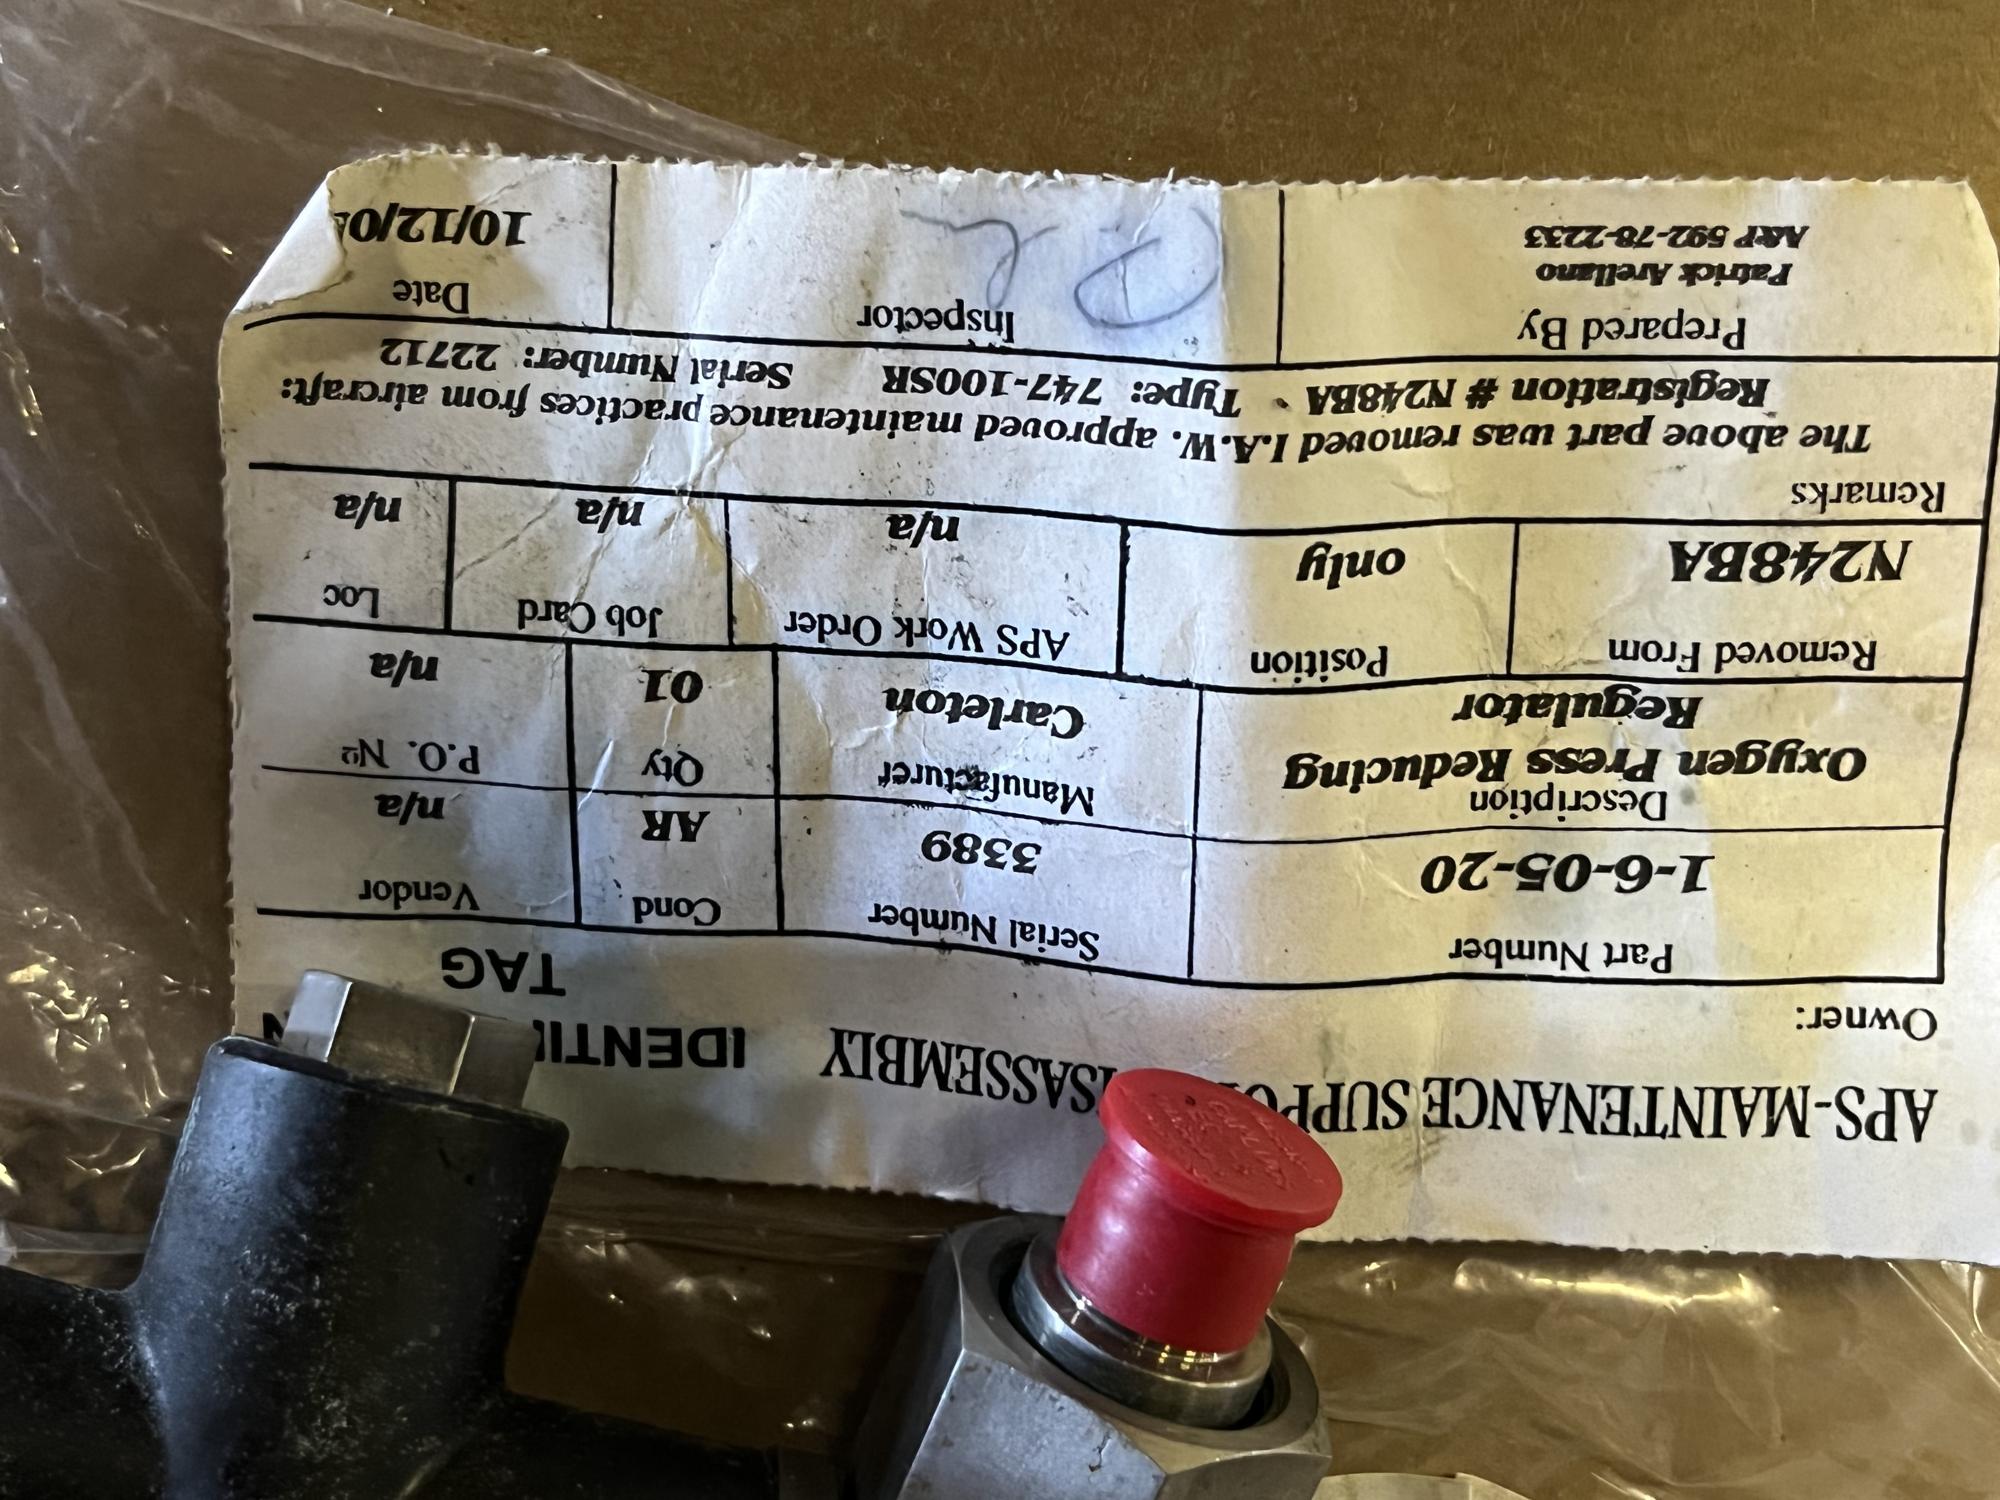 APS-MAINTENANCE SUPPO ISASSEMBLY IDENTI N
TAG
Owner:
Part Number Serial Number Cond Vendor
1-6-05-20 3389 AR n/a
Description Manufacturer Qty P.O. Nº
Oxygen Press Reducing Carleton 01 n/a
Regulator
Removed From Position APS Work Order Job Card Loc
N248BA only n/a n/a n/a
Remarks
The above part was removed I.A.W. approved maintenance practices from aircraft:
Registration # N248BA Type: 747-100SR Serial Number: 22712
Prepared By Inspector Date
Patrick Arellano 10/12/0
A&P 592-78-2233